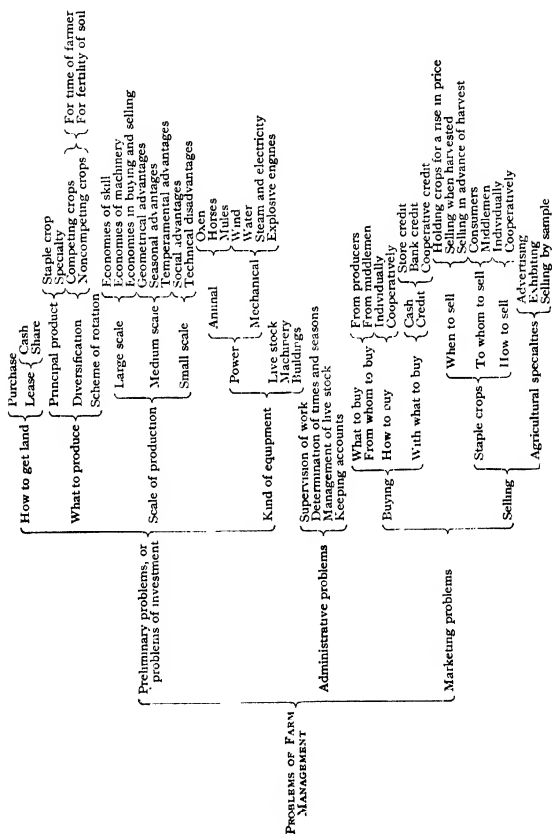 PROBLEMS OF FARM
MANAGEMENT
Preliminary problems, or
problems of investment
How to get land
Purchase
Lease
Cash
Share
What to produce
Principal product
Staple crop
Specialty
Diversification
Competing crops
Noncompeting crops
For time of farmer
For fertility of soil
Scheme of rotation
Scale of production
Large scale
Economies of skill
Economies of machinery
Economies in buying and selling
Medium scale
Geometrical advantages
Seasonal advantages
Temperamental advantages
Small scale
Social advantages
Technical disadvantages
Kind of equipment
Power
Animal
Oxen
Horses
Mules
Mechanical
Wind
Water
Steam and electricity
Explosive engines
Live stock
Machinery
Buildings
Administrative problems
Supervision of work
Determination of times and seasons
Management of live stock
Keeping accounts
Marketing problems
Buying
What to buy
From whom to buy
From producers
From middlemen
How to buy
Individually
Cooperatively
With what to buy
Cash
Credit
Store credit
Bank credit
Cooperative credit
Selling
Staple crops
When to sell
Holding crops for a rise in price
Selling when harvested
Selling in advance of harvest
To whom to sell
Consumers
Middlemen
How to sell
Individually
Cooperatively
Agricultural specialties
Advertising
Exhibiting
Selling by sample